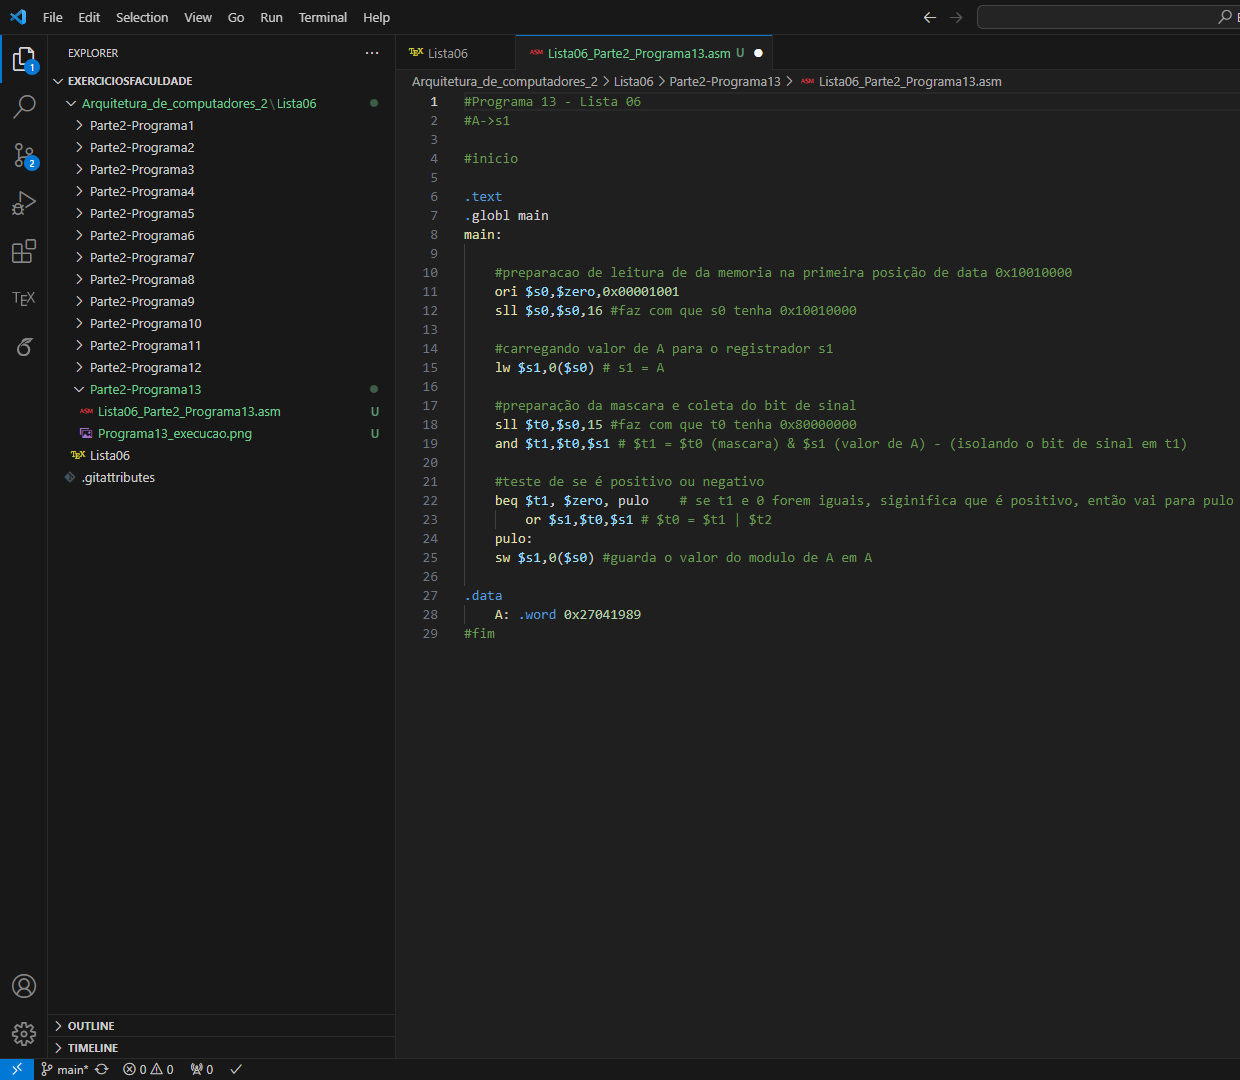 File Edit Selection View Go Run Terminal Help
EXPLORER
EXERCICIOSFACULDADE
Arquitetura_de_computadores_2\Lista06
Parte2-Programa1
Parte2-Programa2
Parte2-Programa3
Parte2-Programa4
Parte2-Programa5
Parte2-Programa6
Parte2-Programa7
Parte2-Programa8
Parte2-Programa9
Parte2-Programa10
Parte2-Programa11
Parte2-Programa12
Parte2-Programa13
ASM Lista06_Parte2_Programa13.asm U
Programa13_execucao.png U
TEX Lista06
.gitattributes
OUTLINE
TIMELINE
1
2
TEX
TEX Lista06
ASM Lista06_Parte2_Programa13.asm U
Arquitetura_de_computadores_2 > Lista06 > Parte2-Programa13 > ASM Lista06_Parte2_Programa13.asm
1 #Programa 13 - Lista 06
2 #A->s1
3
4 #inicio
5
6 .text
7 .globl main
8 main:
9
10 #preparacao de leitura de da memoria na primeira posição de data 0x10010000
11 ori $s0,$zero,0x00001001
12 sll $s0,$s0,16 #faz com que s0 tenha 0x10010000
13
14 #carregando valor de A para o registrador s1
15 lw $s1,0($s0) # s1 = A
16
17 #preparação da mascara e coleta do bit de sinal
18 sll $t0,$s0,15 #faz com que t0 tenha 0x80000000
19 and $t1,$t0,$s1 # $t1 = $t0 (mascara) & $s1 (valor de A) - (isolando o bit de sinal em t1)
20
21 #teste de se é positivo ou negativo
22 beq $t1, $zero, pulo # se t1 e 0 forem iguais, siginifica que é positivo, então vai para pulo
23 or $s1,$t0,$s1 # $t0 = $t1 | $t2
24 pulo:
25 sw $s1,0($s0) #guarda o valor do modulo de A em A
26
27 .data
28 A: .word 0x27041989
29 #fim
main* 0 0 0